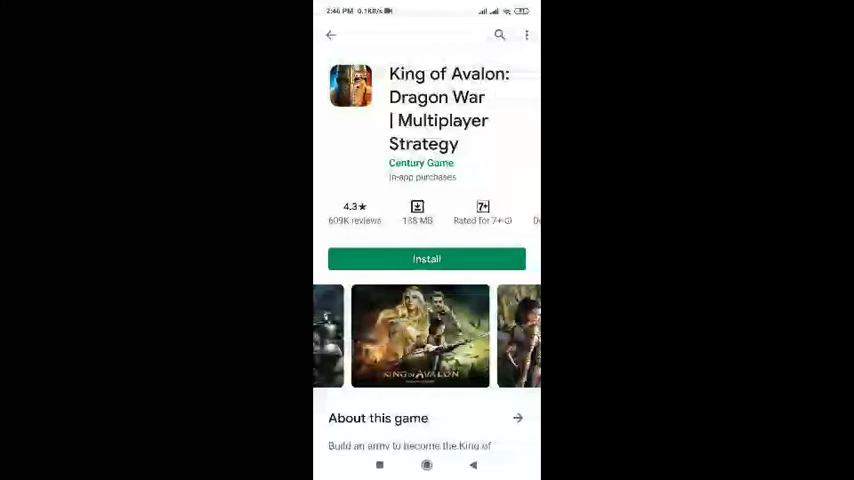 2:46 PM 0.1KB/s
King of Avalon:
Dragon War
| Multiplayer
Strategy
Century Game
In-app purchases
4.3★
7+
609K reviews
188 MB
Rated for 7+
Install
KING OF AVALON
About this game
Build an army to become the King of